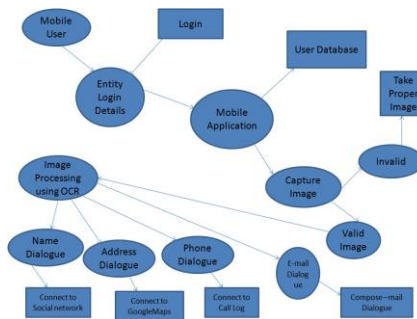 Mobile
User
Login
User Database
Take
Proper
Image
Entity
Login
Details
Mobile
Application
Invalid
Capture
Image
Image
Processing
using OCR
Valid
Image
Name
Dialogue
Address
Dialogue
Phone
Dialogue
E-mail
Dialog
ue
Connect to
Social network
Connect to
GoogleMaps
Connect to
Call Log
Compose–mail
Dialogue